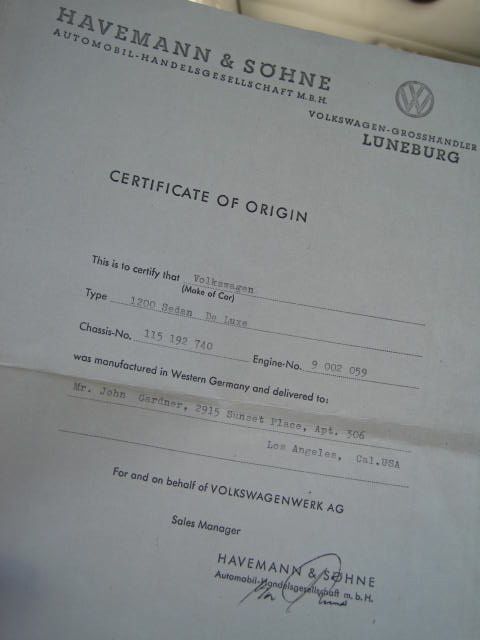 HAVEMANN & SÖHNE
AUTOMOBIL-HANDELSGESELLSCHAFT M.B.H.
VW
VOLKSWAGEN-GROSSHÄNDLER
LÜNEBURG
CERTIFICATE OF ORIGIN
This is to certify that Volkswagen
(Make of Car)
Type 1200 Sedan De Luxe
Chassis-No. 115 192 740 Engine-No. 9 002 059
was manufactured in Western Germany and delivered to:
Mr. John Gardner, 2915 Sunset Place, Apt. 306
Los Angeles, Cal.USA
For and on behalf of VOLKSWAGENWERK AG
Sales Manager
HAVEMANN & SÖHNE
Automobil-Handelsgesellschaft m. b. H.